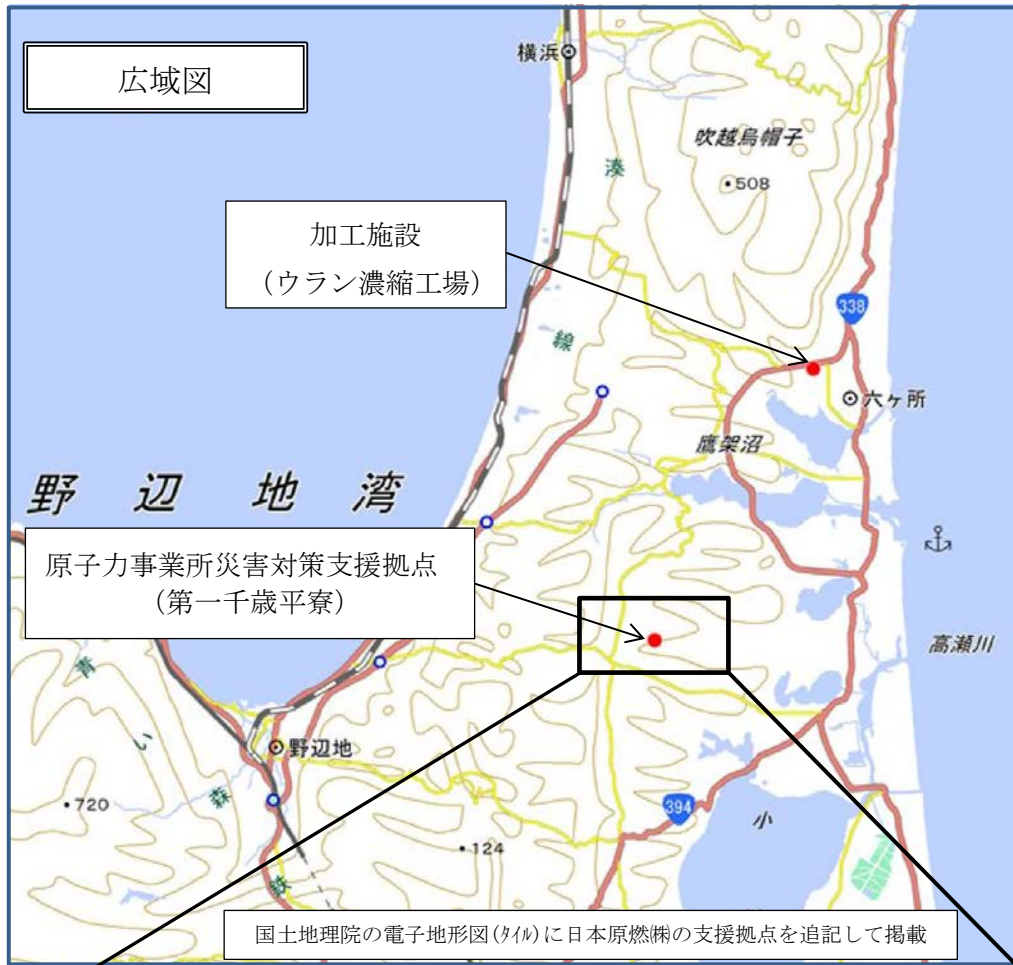 広域図
横浜
吹越烏帽子
508
湊
加工施設
(ウラン濃縮工場)
338
線
六ヶ所
鷹架沼
野辺地湾
原子力事業所災害対策支援拠点
(第一千歳平寮)
高瀬川
青い森鉄
野辺地
720
394
小
124
国土地理院の電子地形図(ﾀｲﾙ)に日本原燃㈱の支援拠点を追記して掲載